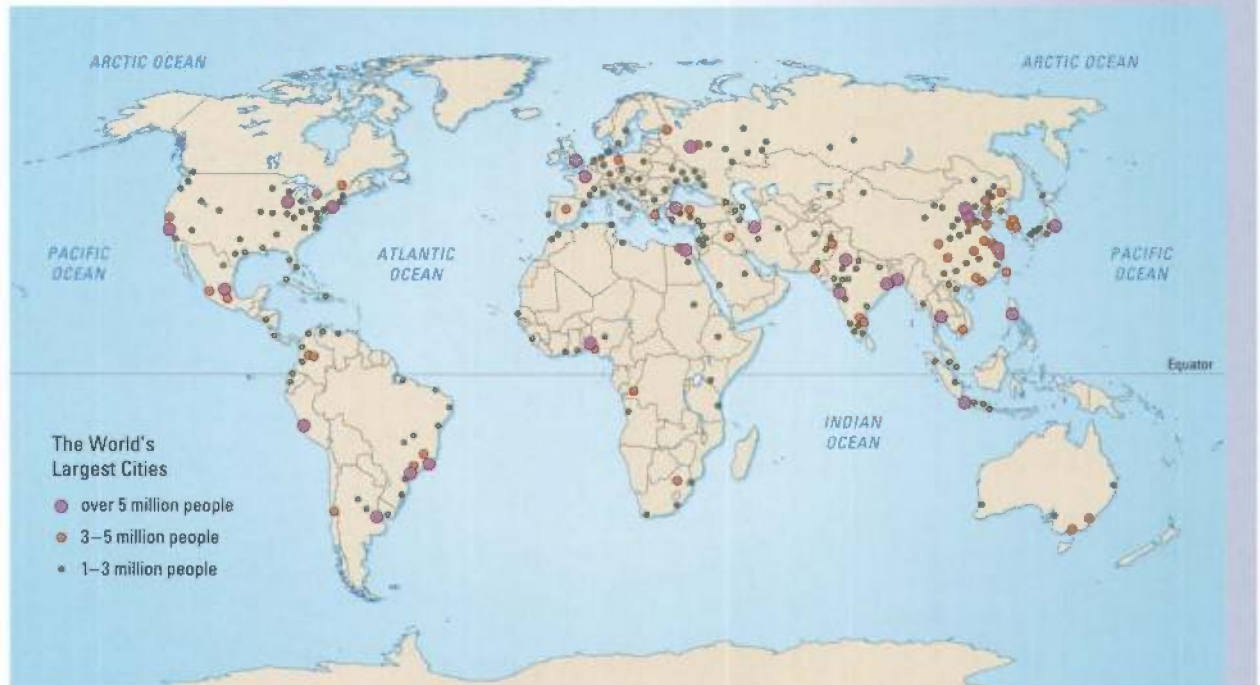 ARCTIC OCEAN
ARCTIC OCEAN
PACIFIC
OCEAN
ATLANTIC
OCEAN
PACIFIC
OCEAN
Equator
INDIAN
OCEAN
The World's
Largest Cities
over 5 million people
3–5 million people
1–3 million people